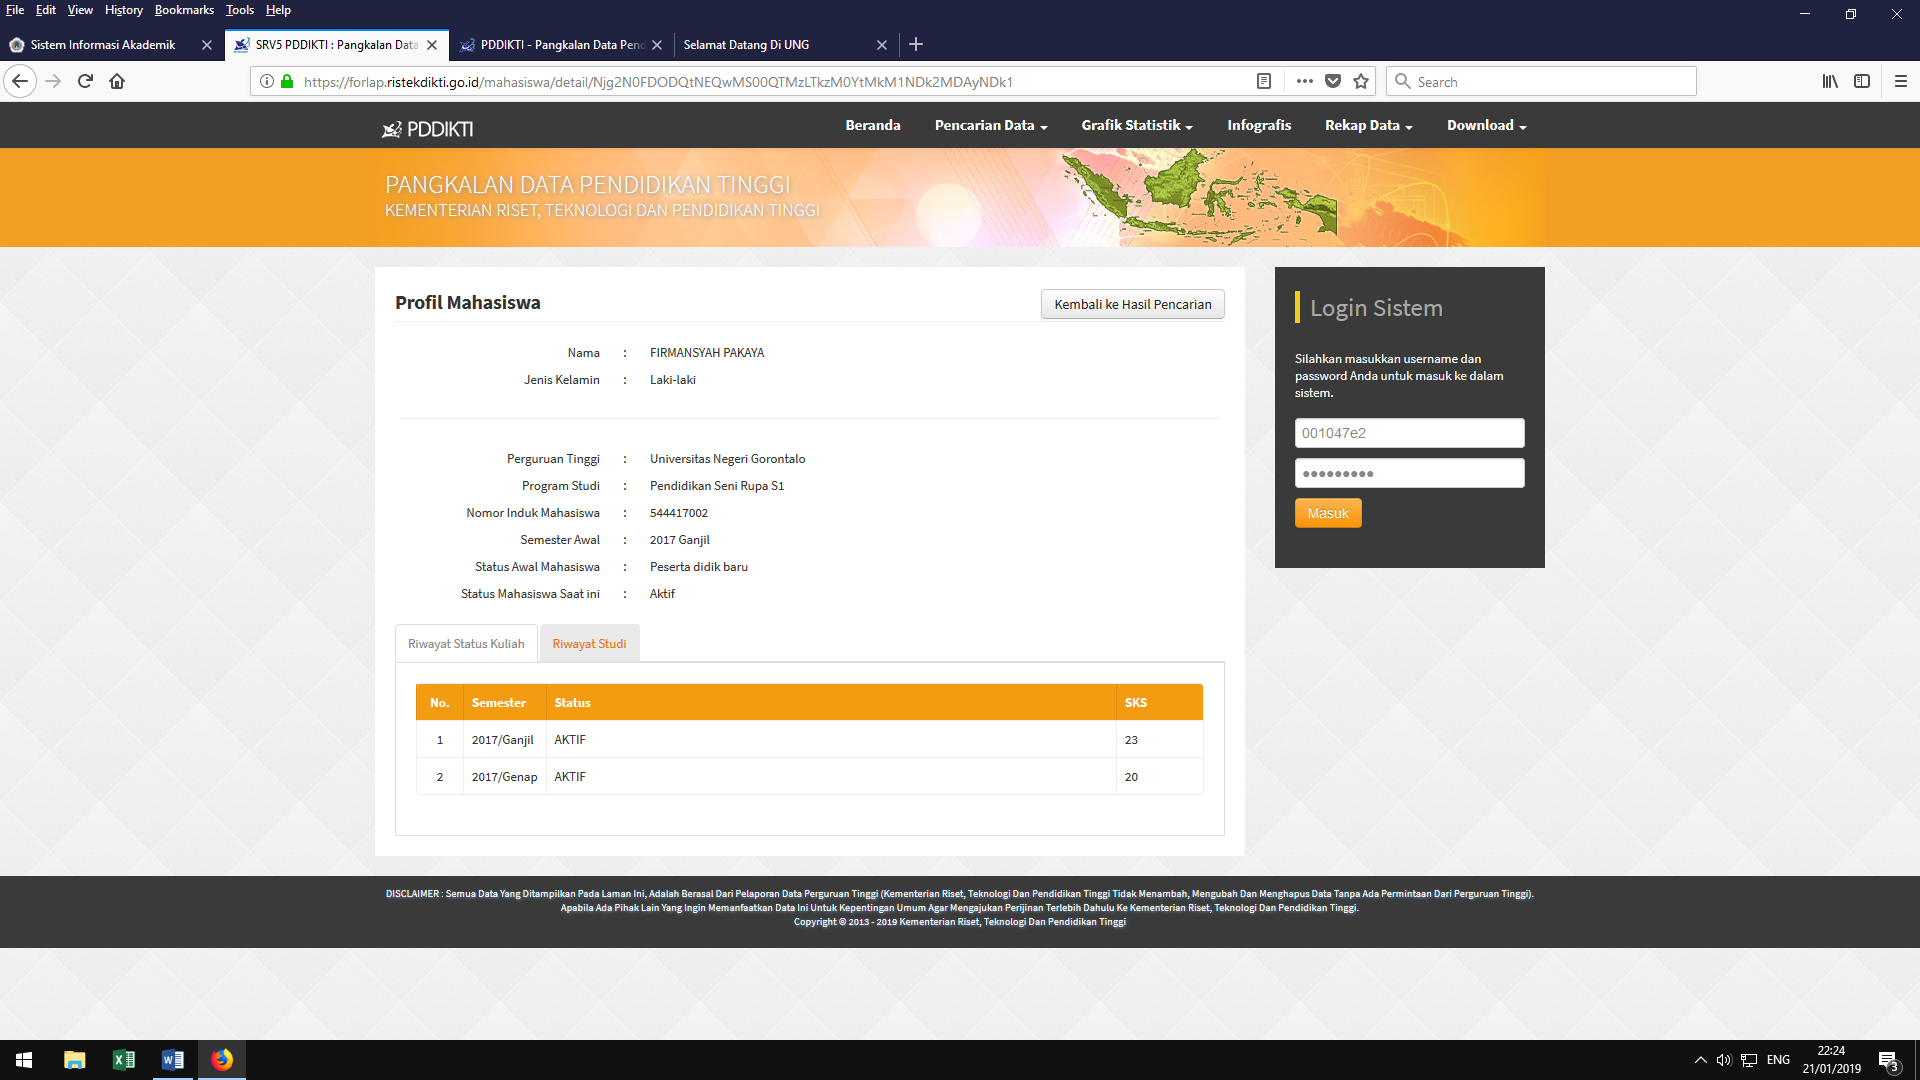 File Edit View History Bookmarks Tools Help
Sistem Informasi Akademik
SRV5 PDDIKTI : Pangkalan Data
PDDIKTI - Pangkalan Data Pend
Selamat Datang Di UNG
https://forlap.ristekdikti.go.id/mahasiswa/detail/Njg2N0FDODQtNEQwMS00QTMzLTkzM0YtMkM1NDk2MDAyNDk1
Search
PDDIKTI
Beranda Pencarian Data Grafik Statistik Infografis Rekap Data Download
PANGKALAN DATA PENDIDIKAN TINGGI
KEMENTERIAN RISET, TEKNOLOGI DAN PENDIDIKAN TINGGI
Profil Mahasiswa
Kembali ke Hasil Pencarian
Nama : FIRMANSYAH PAKAYA
Jenis Kelamin : Laki-laki
Perguruan Tinggi : Universitas Negeri Gorontalo
Program Studi : Pendidikan Seni Rupa S1
Nomor Induk Mahasiswa : 544417002
Semester Awal : 2017 Ganjil
Status Awal Mahasiswa : Peserta didik baru
Status Mahasiswa Saat ini : Aktif
Riwayat Status Kuliah Riwayat Studi
No. Semester Status SKS
1 2017/Ganjil AKTIF 23
2 2017/Genap AKTIF 20
Login Sistem
Silahkan masukkan username dan
password Anda untuk masuk ke dalam
sistem.
001047e2
•••••••••
Masuk
DISCLAIMER : Semua Data Yang Ditampilkan Pada Laman Ini, Adalah Berasal Dari Pelaporan Data Perguruan Tinggi (Kementerian Riset, Teknologi Dan Pendidikan Tinggi Tidak Menambah, Mengubah Dan Menghapus Data Tanpa Ada Permintaan Dari Perguruan Tinggi).
Apabila Ada Pihak Lain Yang Ingin Memanfaatkan Data Ini Untuk Kepentingan Umum Agar Mengajukan Perijinan Terlebih Dahulu Ke Kementerian Riset, Teknologi Dan Pendidikan Tinggi.
Copyright © 2013 - 2019 Kementerian Riset, Teknologi Dan Pendidikan Tinggi
ENG
22:24
21/01/2019
3